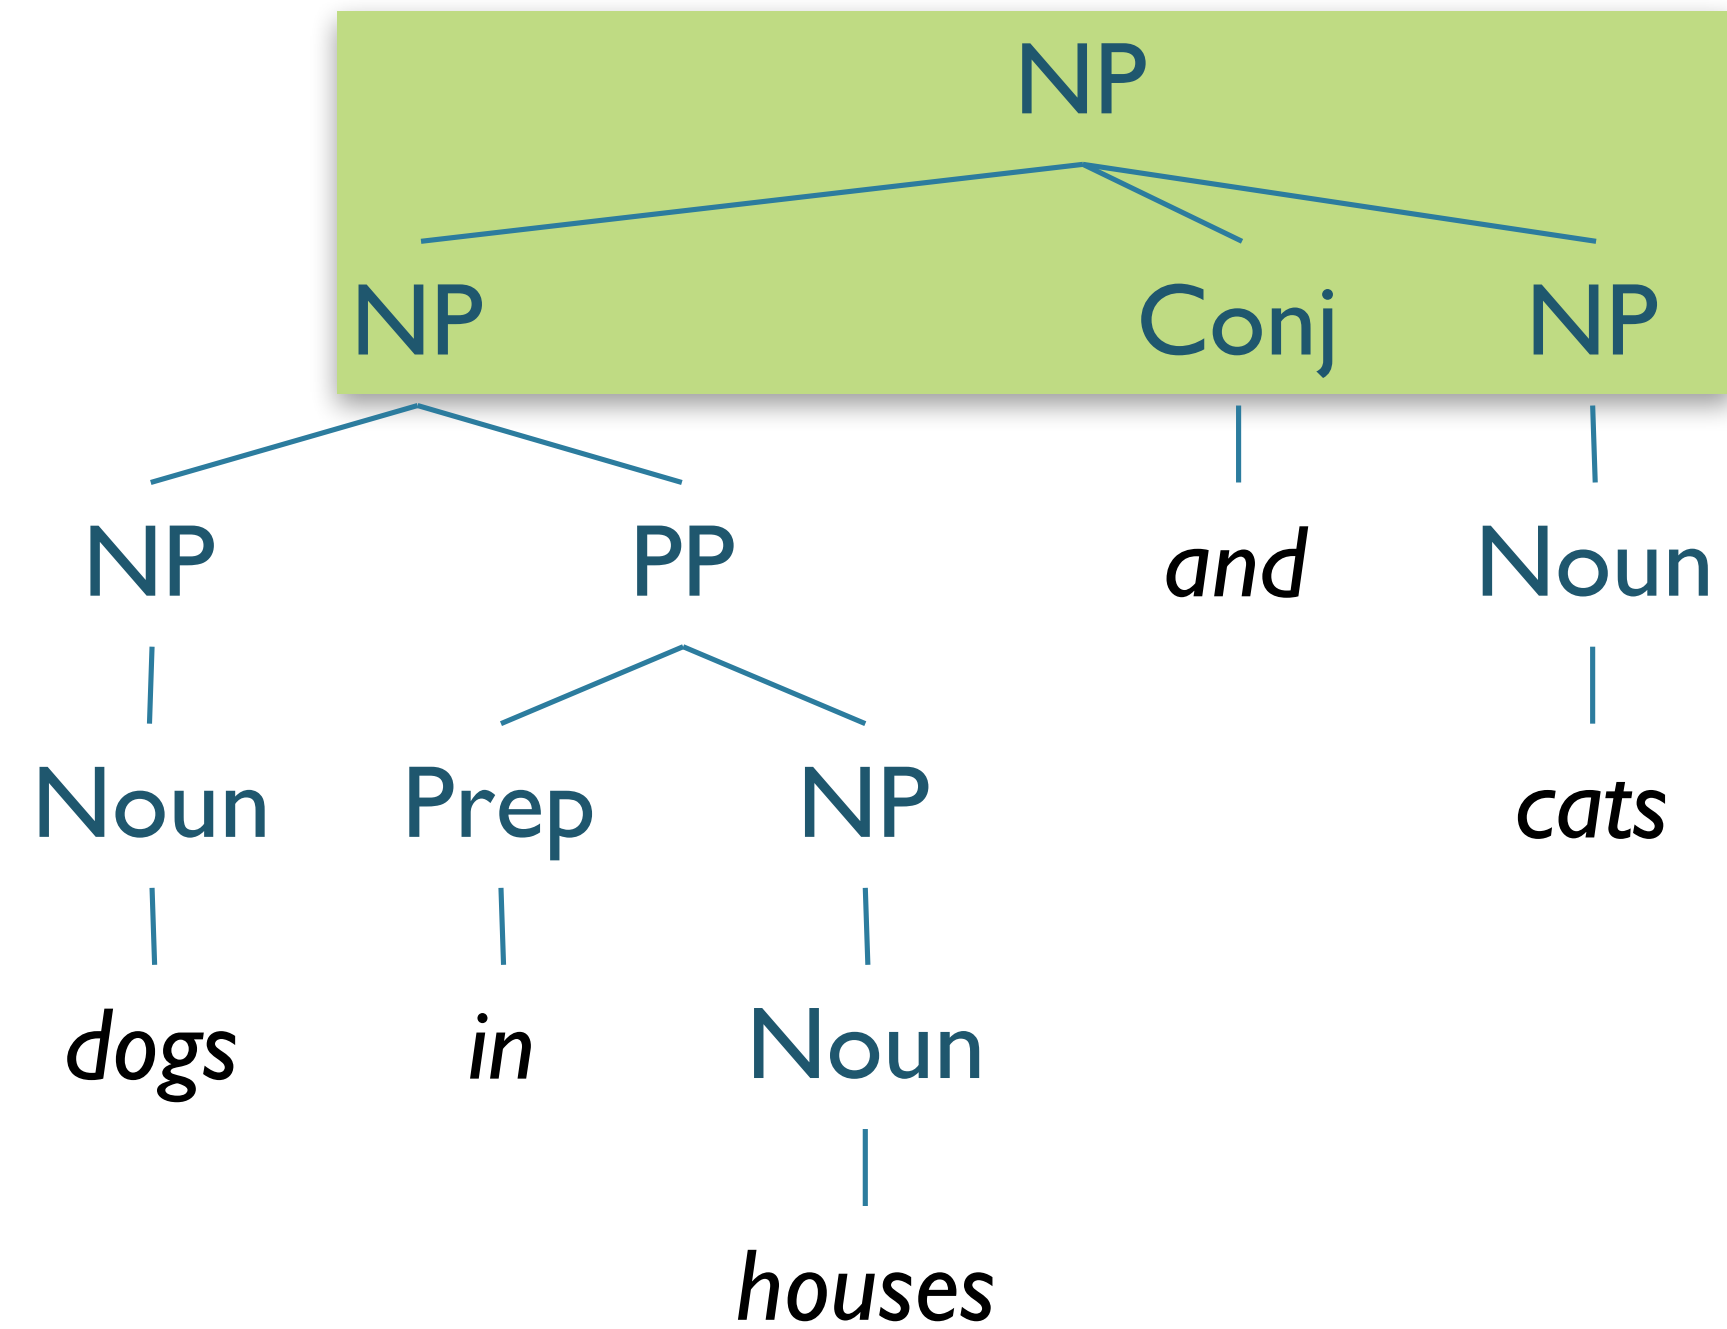 NP
NP Conj NP
NP PP and Noun
Noun Prep NP cats
dogs in Noun
houses